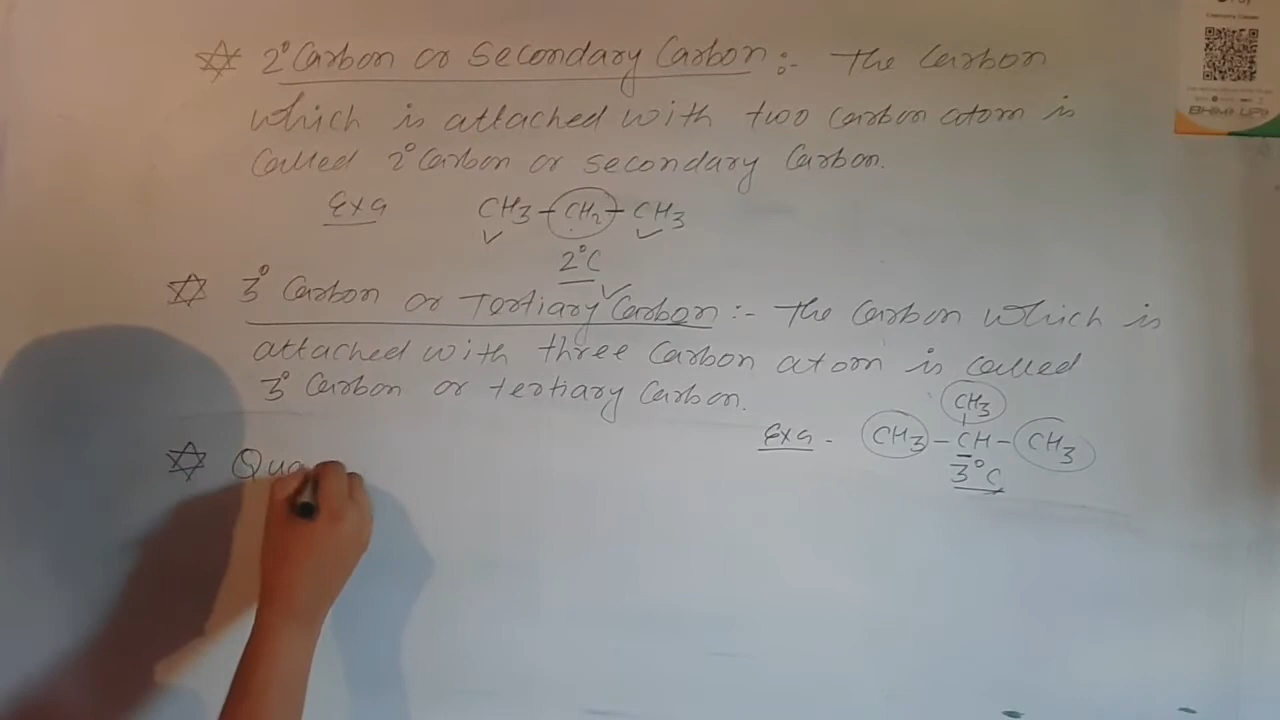 2° Carbon or Secondary Carbon :- The Carbon
which is attached with two Carbon atom is
Called 2° Carbon or secondary Carbon.
Exa CH3-CH2-CH3
2°C
3° Carbon or Tertiary Carbon :- The Carbon which is
attached with three Carbon atom is called
3° Carbon or tertiary Carbon.
CH3
Exa - CH3-CH-CH3
3°C
Qua
BHIM UPI